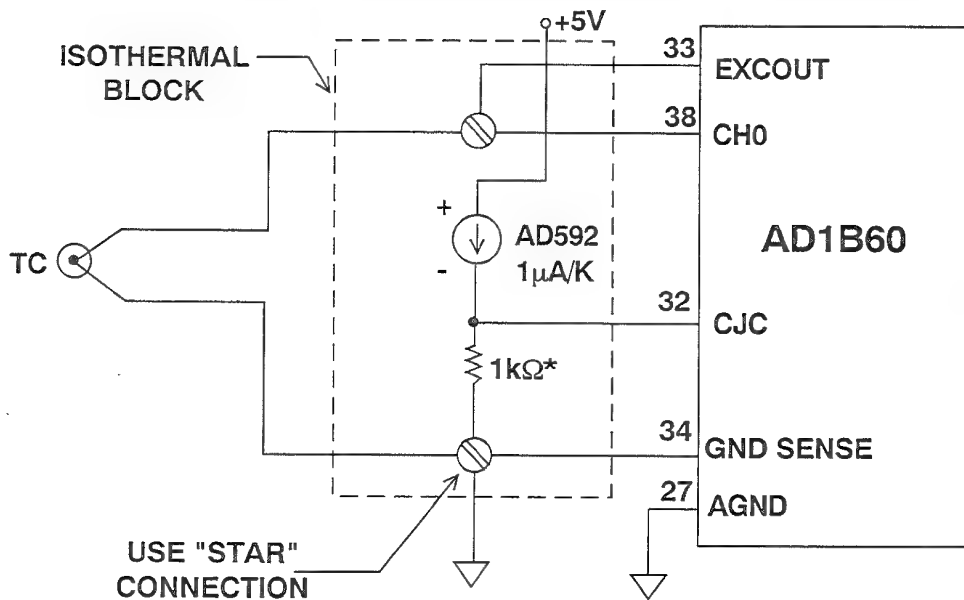 +5V
ISOTHERMAL
BLOCK
33
EXCOUT
38
CH0
+
AD592
1µA/K
-
AD1B60
TC
32
CJC
1kΩ*
34
GND SENSE
27
AGND
USE "STAR"
CONNECTION